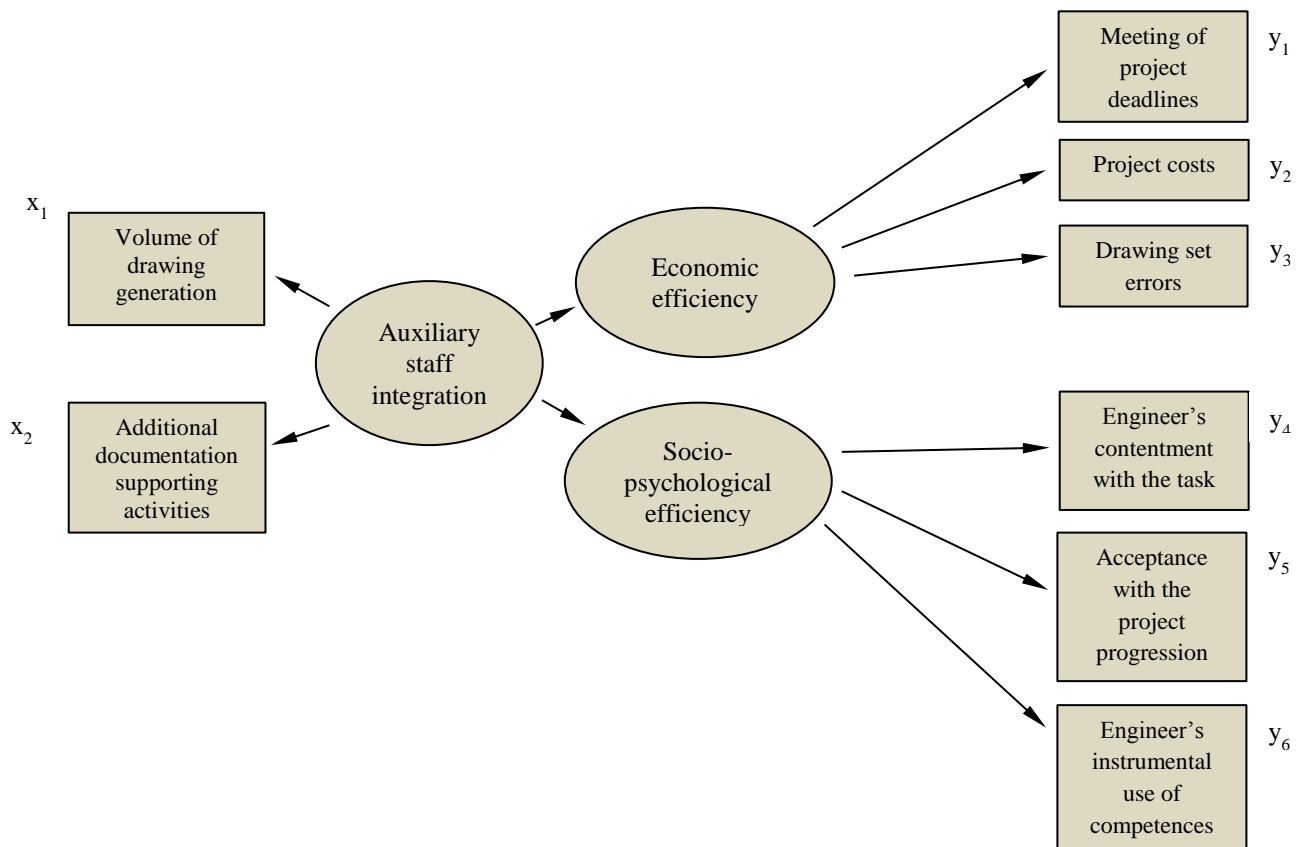 x1
Volume of
drawing
generation
x2
Additional
documentation
supporting
activities
Auxiliary
staff
integration
Economic
efficiency
Socio-
psychological
efficiency
Meeting of
project
deadlines
y1
Project costs
y2
Drawing set
errors
y3
Engineer’s
contentment
with the task
y4
Acceptance
with the
project
progression
y5
Engineer’s
instrumental
use of
competences
y6